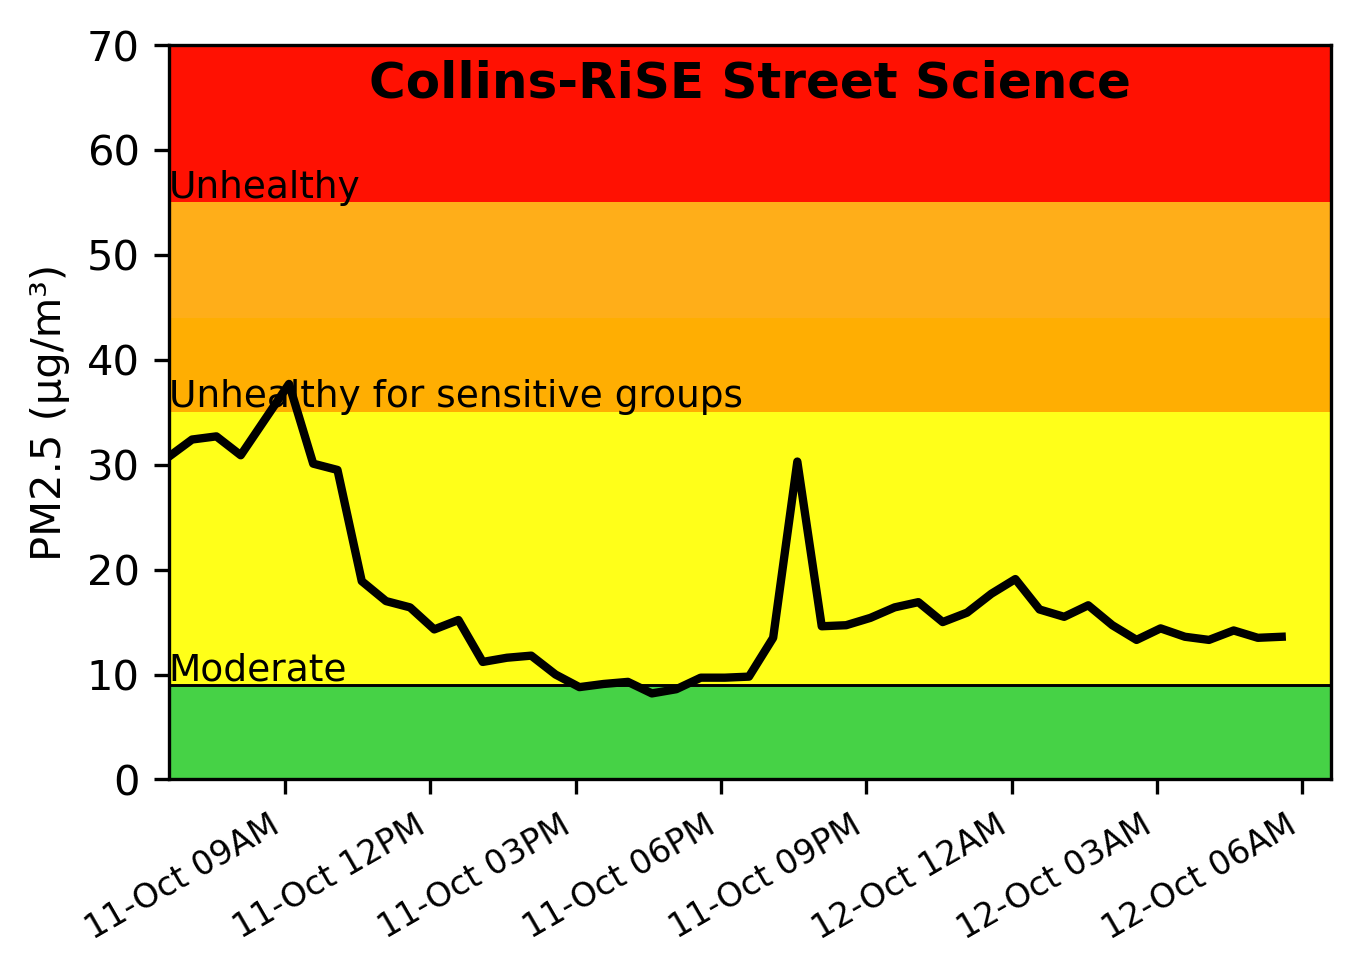 Collins-RiSE Street Science
70
60
50
40
30
20
10
0
PM2.5 (µg/m³)
Unhealthy
Unhealthy for sensitive groups
Moderate
11-Oct 09AM
11-Oct 12PM
11-Oct 03PM
11-Oct 06PM
11-Oct 09PM
12-Oct 12AM
12-Oct 03AM
12-Oct 06AM